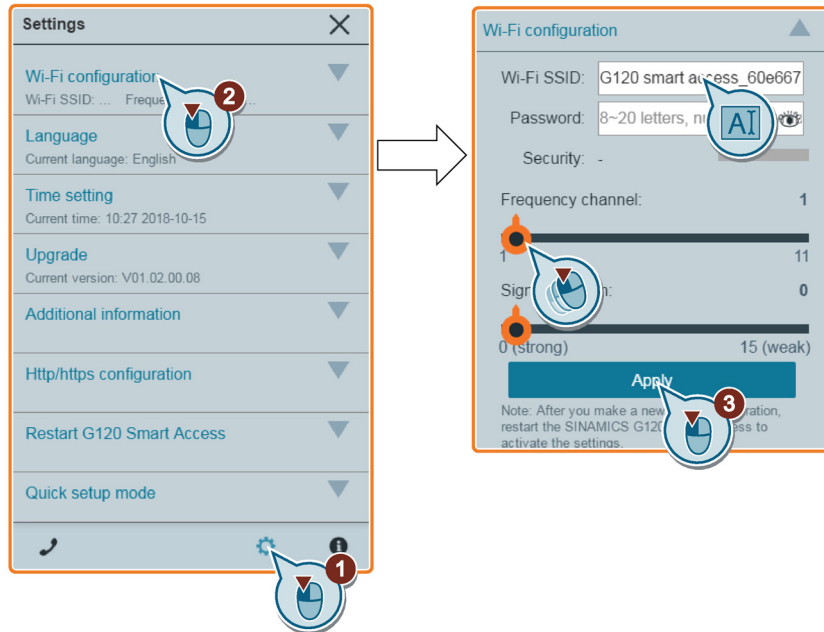 Settings
Wi-Fi configuration
Wi-Fi SSID: ... Freque ...
2
Language
Current language: English
Time setting
Current time: 10:27 2018-10-15
Upgrade
Current version: V01.02.00.08
Additional information
Http/https configuration
Restart G120 Smart Access
Quick setup mode
1
Wi-Fi configuration
Wi-Fi SSID: G120 smart access_60e667
Password: 8~20 letters, nu
A
Security: -
Frequency channel: 1
1 11
Sign n: 0
0 (strong) 15 (weak)
Apply
3
Note: After you make a new ration,
restart the SINAMICS G120 ess to
activate the settings.